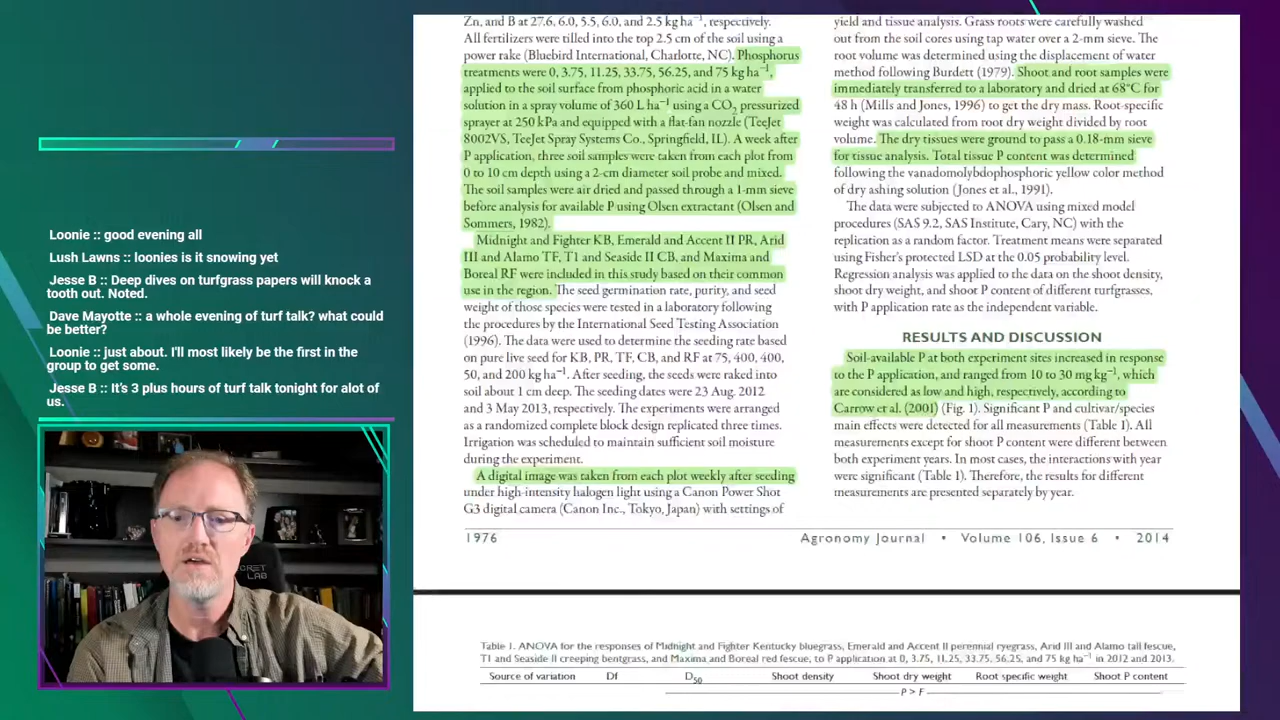 Loonie :: good evening all
Lush Lawns :: loonies is it snowing yet
Jesse B :: Deep dives on turfgrass papers will knock a
tooth out. Noted.
Dave Mayotte :: a whole evening of turf talk? what could
be better?
Loonie :: just about. I'll most likely be the first in the
group to get some.
Jesse B :: It's 3 plus hours of turf talk tonight for alot of
us.
CRET
LAB
Zn, and B at 27.6, 6.0, 5.5, 6.0, and 2.5 kg ha⁻¹, respectively.
All fertilizers were tilled into the top 2.5 cm of the soil using a
power rake (Bluebird International, Charlotte, NC). Phosphorus
treatments were 0, 3.75, 11.25, 33.75, 56.25, and 75 kg ha⁻¹,
applied to the soil surface from phosphoric acid in a water
solution in a spray volume of 360 L ha⁻¹ using a CO₂ pressurized
sprayer at 250 kPa and equipped with a flat-fan nozzle (TeeJet
8002VS, TeeJet Spray Systems Co., Springfield, IL). A week after
P application, three soil samples were taken from each plot from
0 to 10 cm depth using a 2-cm diameter soil probe and mixed.
The soil samples were air dried and passed through a 1-mm sieve
before analysis for available P using Olsen extractant (Olsen and
Sommers, 1982).
Midnight and Fighter KB, Emerald and Accent II PR, Arid
III and Alamo TF, T1 and Seaside II CB, and Maxima and
Boreal RF were included in this study based on their common
use in the region. The seed germination rate, purity, and seed
weight of those species were tested in a laboratory following
the procedures by the International Seed Testing Association
(1996). The data were used to determine the seeding rate based
on pure live seed for KB, PR, TF, CB, and RF at 75, 400, 400,
50, and 200 kg ha⁻¹. After seeding, the seeds were raked into
soil about 1 cm deep. The seeding dates were 23 Aug. 2012
and 3 May 2013, respectively. The experiments were arranged
as a randomized complete block design replicated three times.
Irrigation was scheduled to maintain sufficient soil moisture
during the experiment.
A digital image was taken from each plot weekly after seeding
under high-intensity halogen light using a Canon Power Shot
G3 digital camera (Canon Inc., Tokyo, Japan) with settings of
yield and tissue analysis. Grass roots were carefully washed
out from the soil cores using tap water over a 2-mm sieve. The
root volume was determined using the displacement of water
method following Burdett (1979). Shoot and root samples were
immediately transferred to a laboratory and dried at 68°C for
48 h (Mills and Jones, 1996) to get the dry mass. Root-specific
weight was calculated from root dry weight divided by root
volume. The dry tissues were ground to pass a 0.18-mm sieve
for tissue analysis. Total tissue P content was determined
following the vanadomolybdophosphoric yellow color method
of dry ashing solution (Jones et al., 1991).
The data were subjected to ANOVA using mixed model
procedures (SAS 9.2, SAS Institute, Cary, NC) with the
replication as a random factor. Treatment means were separated
using Fisher's protected LSD at the 0.05 probability level.
Regression analysis was applied to the data on the shoot density,
shoot dry weight, and shoot P content of different turfgrasses,
with P application rate as the independent variable.
RESULTS AND DISCUSSION
Soil-available P at both experiment sites increased in response
to the P application, and ranged from 10 to 30 mg kg⁻¹, which
are considered as low and high, respectively, according to
Carrow et al. (2001) (Fig. 1). Significant P and cultivar/species
main effects were detected for all measurements (Table 1). All
measurements except for shoot P content were different between
both experiment years. In most cases, the interactions with year
were significant (Table 1). Therefore, the results for different
measurements are presented separately by year.
1976
Agronomy Journal • Volume 106, Issue 6 • 2014
Table 1. ANOVA for the responses of Midnight and Fighter Kentucky bluegrass, Emerald and Accent II perennial ryegrass, Arid III and Alamo tall fescue,
T1 and Seaside II creeping bentgrass, and Maxima and Boreal red fescue, to P application at 0, 3.75, 11.25, 33.75, 56.25, and 75 kg ha⁻¹ in 2012 and 2013.
Source of variation Df D₅₀ Shoot density Shoot dry weight Root specific weight Shoot P content
P > F